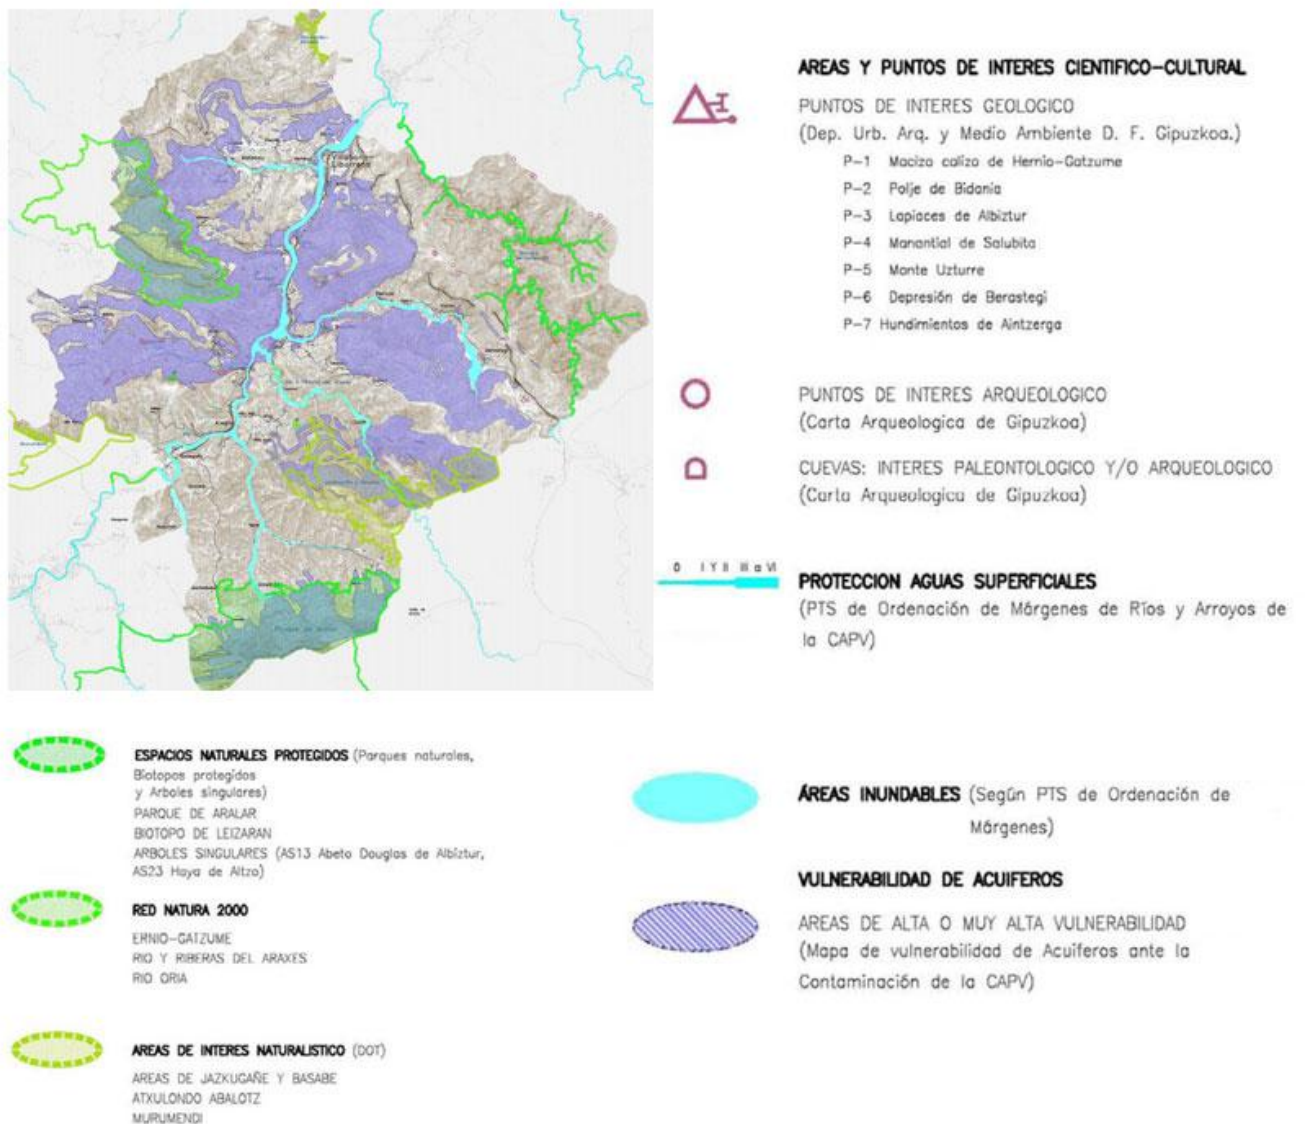 AREAS Y PUNTOS DE INTERES CIENTIFICO-CULTURAL
PUNTOS DE INTERES GEOLOGICO
(Dep. Urb. Arq. y Medio Ambiente D. F. Gipuzkoa.)
P-1 Macizo calizo de Hernio-Gatzume
P-2 Polje de Bidania
P-3 Lapiaces de Albiztur
P-4 Manantial de Salubita
P-5 Monte Uzturre
P-6 Depresión de Berastegi
P-7 Hundimientos de Aintzerga
PUNTOS DE INTERES ARQUEOLOGICO
(Carta Arqueologica de Gipuzkoa)
CUEVAS: INTERES PALEONTOLOGICO Y/O ARQUEOLOGICO
(Carta Arqueologica de Gipuzkoa)
0 I Y II III a VI
PROTECCION AGUAS SUPERFICIALES
(PTS de Ordenación de Márgenes de Ríos y Arroyos de
la CAPV)
ESPACIOS NATURALES PROTEGIDOS (Parques naturales,
Biotopos protegidos
y Arboles singulares)
PARQUE DE ARALAR
BIOTOPO DE LEIZARAN
ARBOLES SINGULARES (AS13 Abeto Douglas de Albiztur,
AS23 Haya de Altzo)
RED NATURA 2000
ERNIO-GATZUME
RIO Y RIBERAS DEL ARAXES
RIO ORIA
AREAS DE INTERES NATURALISTICO (DOT)
AREAS DE JAZKUGAÑE Y BASABE
ATXULONDO ABALOTZ
MURUMENDI
ÁREAS INUNDABLES (Según PTS de Ordenación de
Márgenes)
VULNERABILIDAD DE ACUIFEROS
AREAS DE ALTA O MUY ALTA VULNERABILIDAD
(Mapa de vulnerabilidad de Acuíferos ante la
Contaminación de la CAPV)